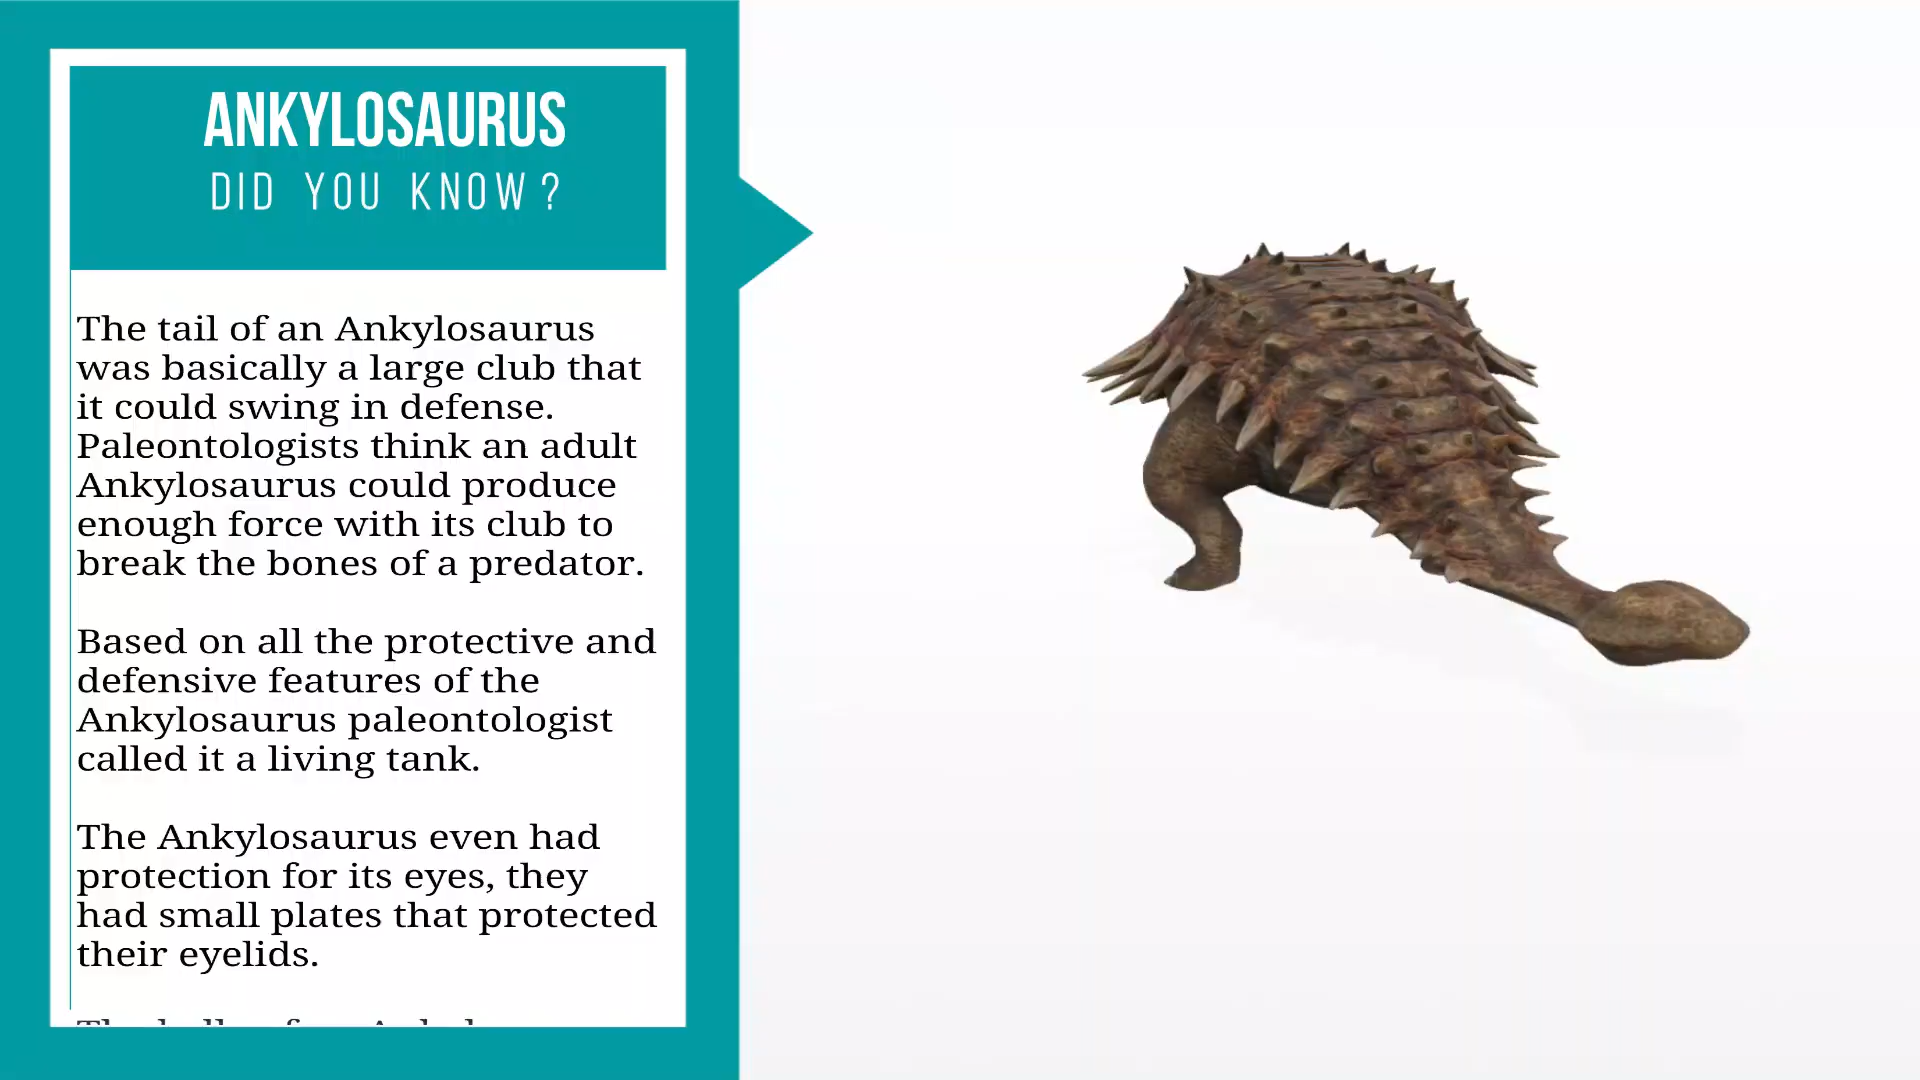 ANKYLOSAURUS
DID YOU KNOW?
The tail of an Ankylosaurus
was basically a large club that
it could swing in defense.
Paleontologists think an adult
Ankylosaurus could produce
enough force with its club to
break the bones of a predator.
Based on all the protective and
defensive features of the
Ankylosaurus paleontologist
called it a living tank.
The Ankylosaurus even had
protection for its eyes, they
had small plates that protected
their eyelids.